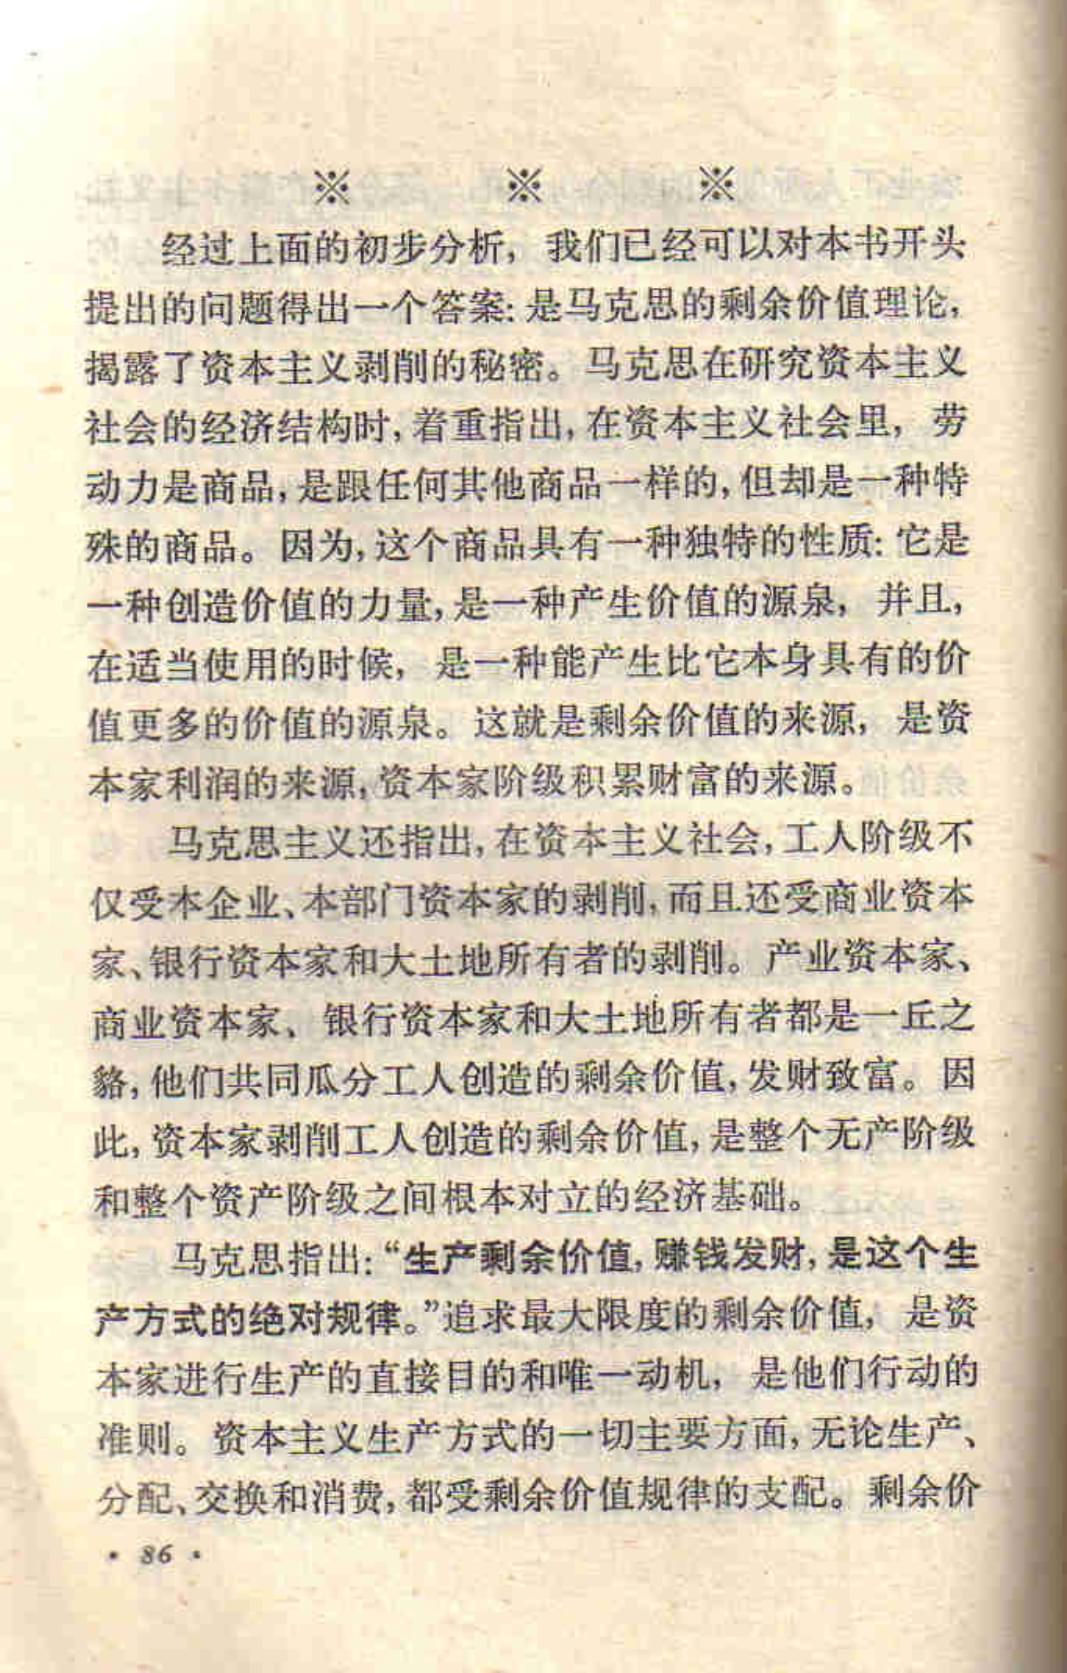 ※ ※ ※
经过上面的初步分析，我们已经可以对本书开头
提出的问题得出一个答案：是马克思的剩余价值理论，
揭露了资本主义剥削的秘密。马克思在研究资本主义
社会的经济结构时，着重指出，在资本主义社会里，劳
动力是商品，是跟任何其他商品一样的，但却是一种特
殊的商品。因为，这个商品具有一种独特的性质：它是
一种创造价值的力量，是一种产生价值的源泉，并且，
在适当使用的时候，是一种能产生比它本身具有的价
值更多的价值的源泉。这就是剩余价值的来源，是资
本家利润的来源，资本家阶级积累财富的来源。
马克思主义还指出，在资本主义社会，工人阶级不
仅受本企业、本部门资本家的剥削，而且还受商业资本
家、银行资本家和大土地所有者的剥削。产业资本家、
商业资本家、银行资本家和大土地所有者都是一丘之
貉，他们共同瓜分工人创造的剩余价值，发财致富。因
此，资本家剥削工人创造的剩余价值，是整个无产阶级
和整个资产阶级之间根本对立的经济基础。
马克思指出：“生产剩余价值，赚钱发财，是这个生
产方式的绝对规律。”追求最大限度的剩余价值，是资
本家进行生产的直接目的和唯一动机，是他们行动的
准则。资本主义生产方式的一切主要方面，无论生产、
分配、交换和消费，都受剩余价值规律的支配。剩余价
· 86 ·